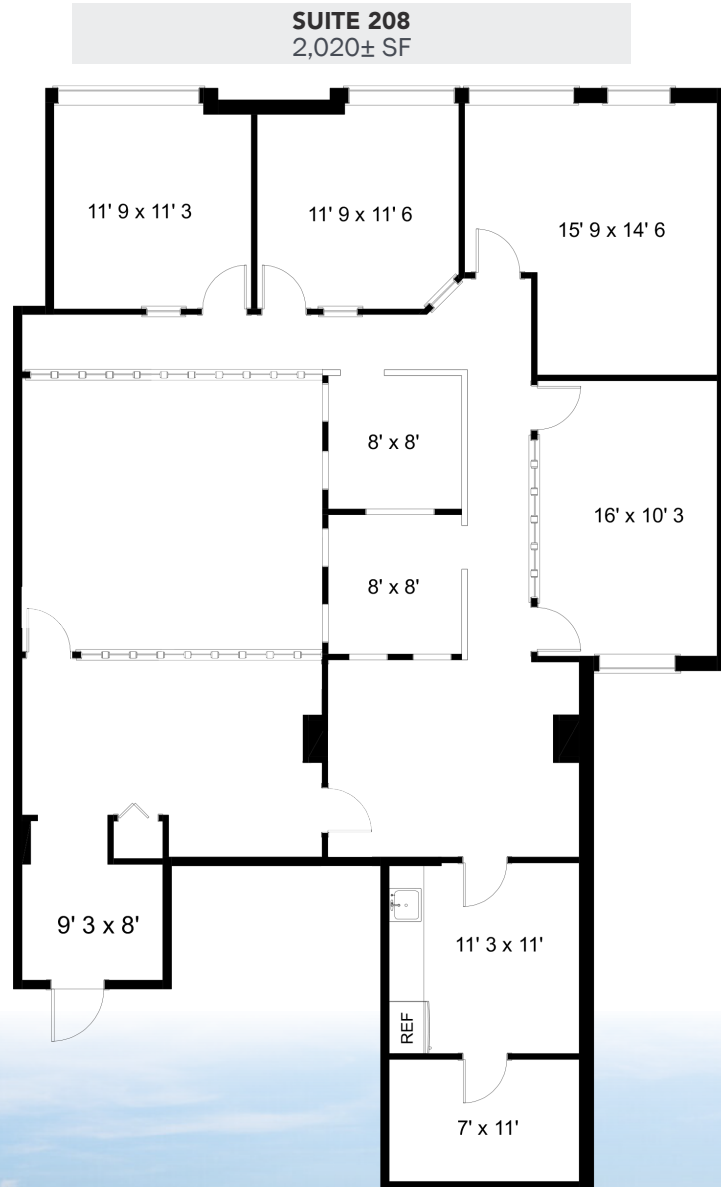 SUITE 208
2,020± SF
11' 9 x 11' 3
11' 9 x 11' 6
15' 9 x 14' 6
8' x 8'
16' x 10' 3
8' x 8'
9' 3 x 8'
11' 3 x 11'
REF
7' x 11'